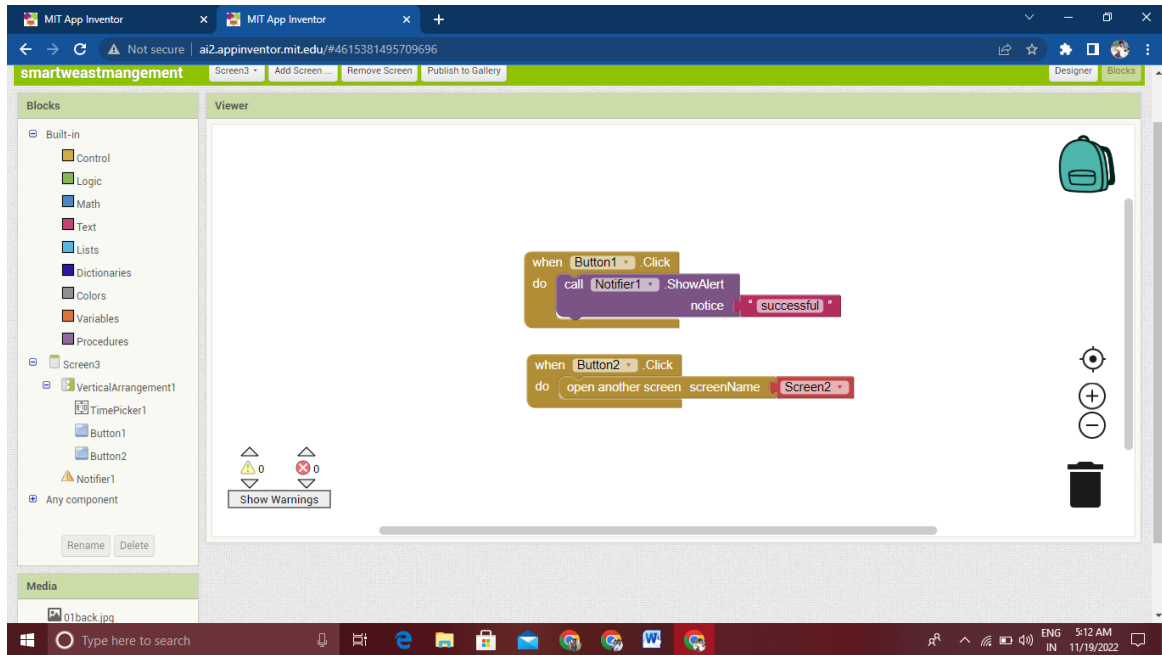 MIT App Inventor
MIT App Inventor
Not secure | ai2.appinventor.mit.edu/#4615381495709696
smartweastmangement Screen3 Add Screen ... Remove Screen Publish to Gallery Designer Blocks
Blocks
Viewer
Built-in
Control
Logic
Math
Text
Lists
Dictionaries
Colors
Variables
Procedures
Screen3
VerticalArrangement1
TimePicker1
Button1
Button2
Notifier1
Any component
Rename Delete
Media
01back.jpg
when Button1 .Click
do call Notifier1 .ShowAlert
notice " successful "
when Button2 .Click
do open another screen screenName Screen2
0 0
Show Warnings
Type here to search
ENG 5:12 AM
IN 11/19/2022